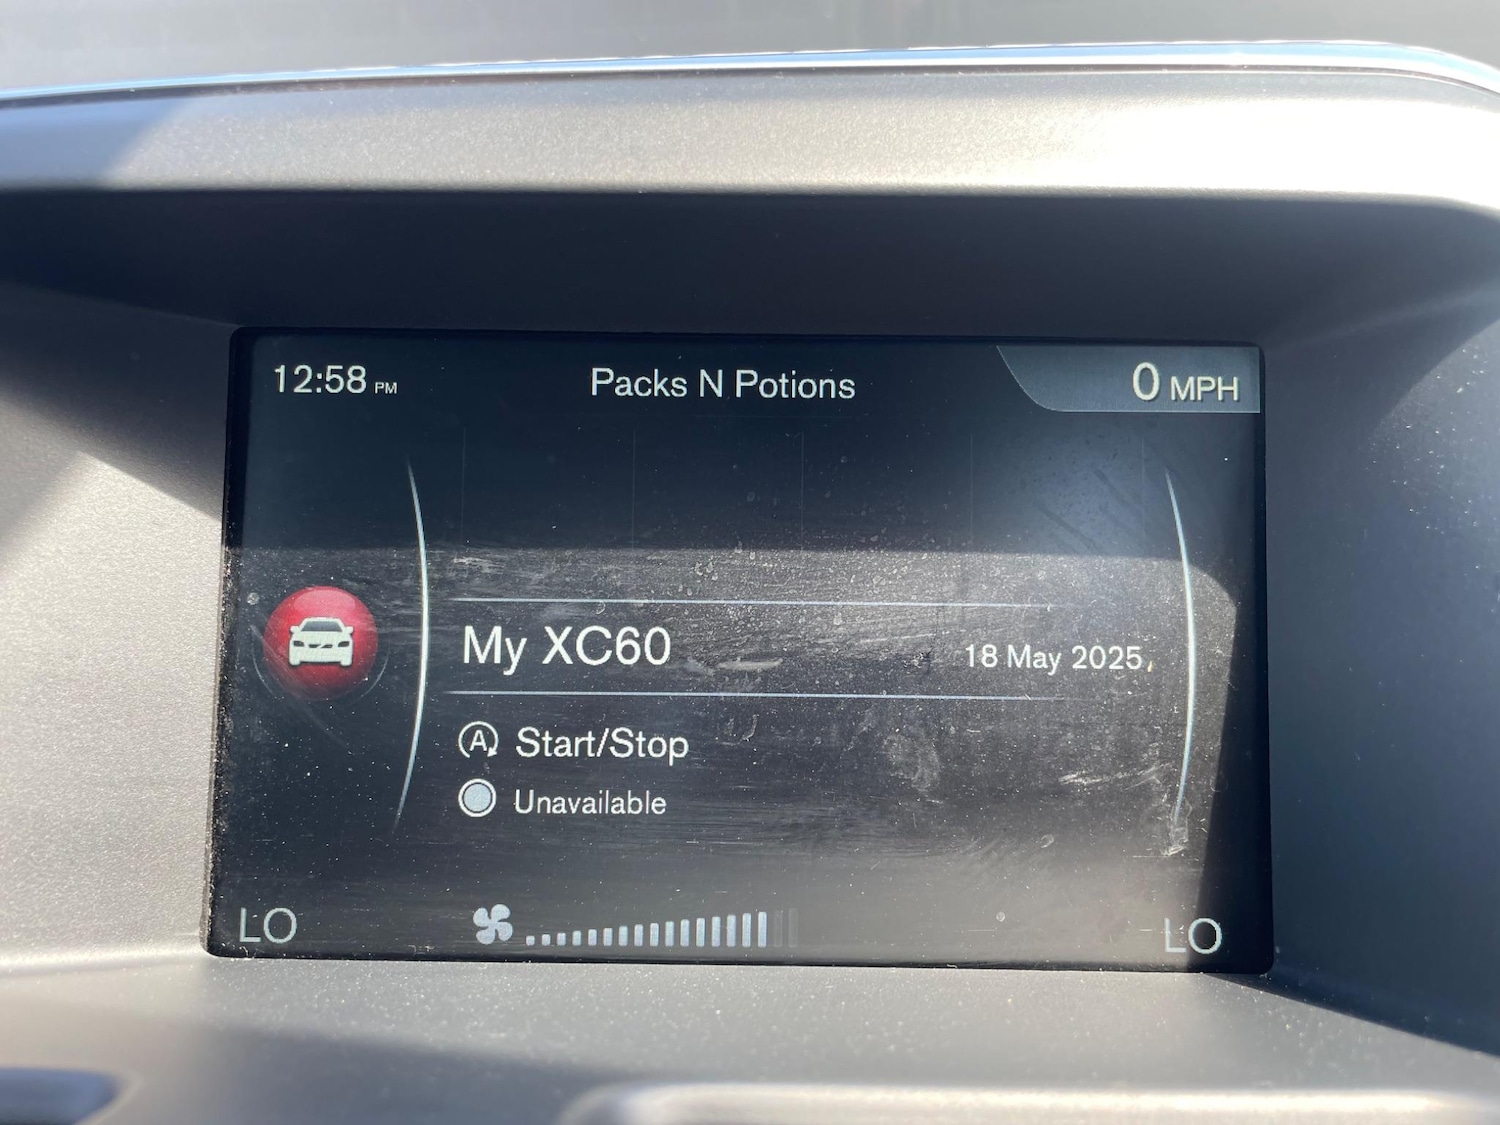 12:58 PM
Packs N Potions
0 MPH
My XC60
18 May 2025
A Start/Stop
Unavailable
LO
LO